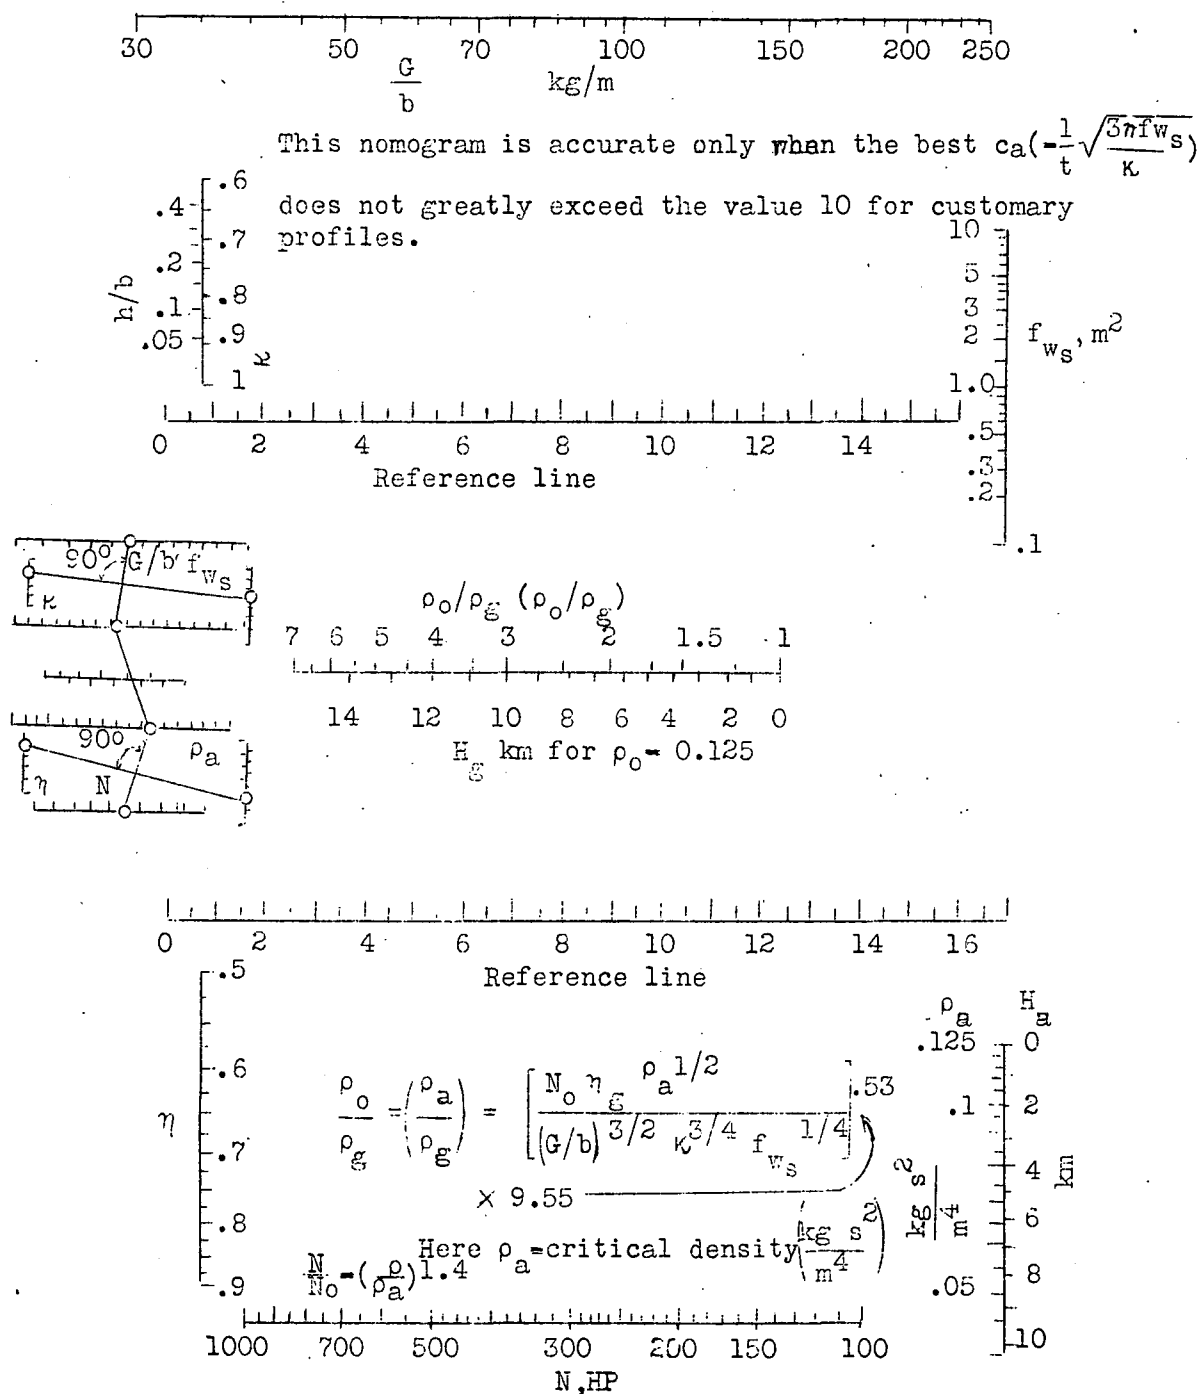 30 50 70 100 150 200 250
G/b kg/m
This nomogram is accurate only when the best ca(=1/t √(3πfws/κ)
does not greatly exceed the value 10 for customary
profiles.
h/b
.4 .2 .1 .05
.6 .7 .8 .9 1
κ
10 5 3 2 1.0 .5 .3 .2 .1
fws, m²
0 2 4 6 8 10 12 14
Reference line
90° G/b fws
κ
90° ρa
η N
ρo/ρg (ρo/ρg)
7 6 5 4 3 2 1.5 1
14 12 10 8 6 4 2 0
Hg km for ρo= 0.125
0 2 4 6 8 10 12 14 16
Reference line
η
.5 .6 .7 .8 .9
ρa Ha
.125 .1 .05
0 2 4 6 8 10
kg s²/m⁴
km
ρo/ρg = (ρa/ρg) = [No ηg ρa^1/2 / (G/b)^3/2 κ^3/4 fws^1/4].53
× 9.55
Here ρa=critical density (kg s²/m⁴)
N/No=(ρ/ρa)^1.4
1000 700 500 300 200 150 100
N,HP